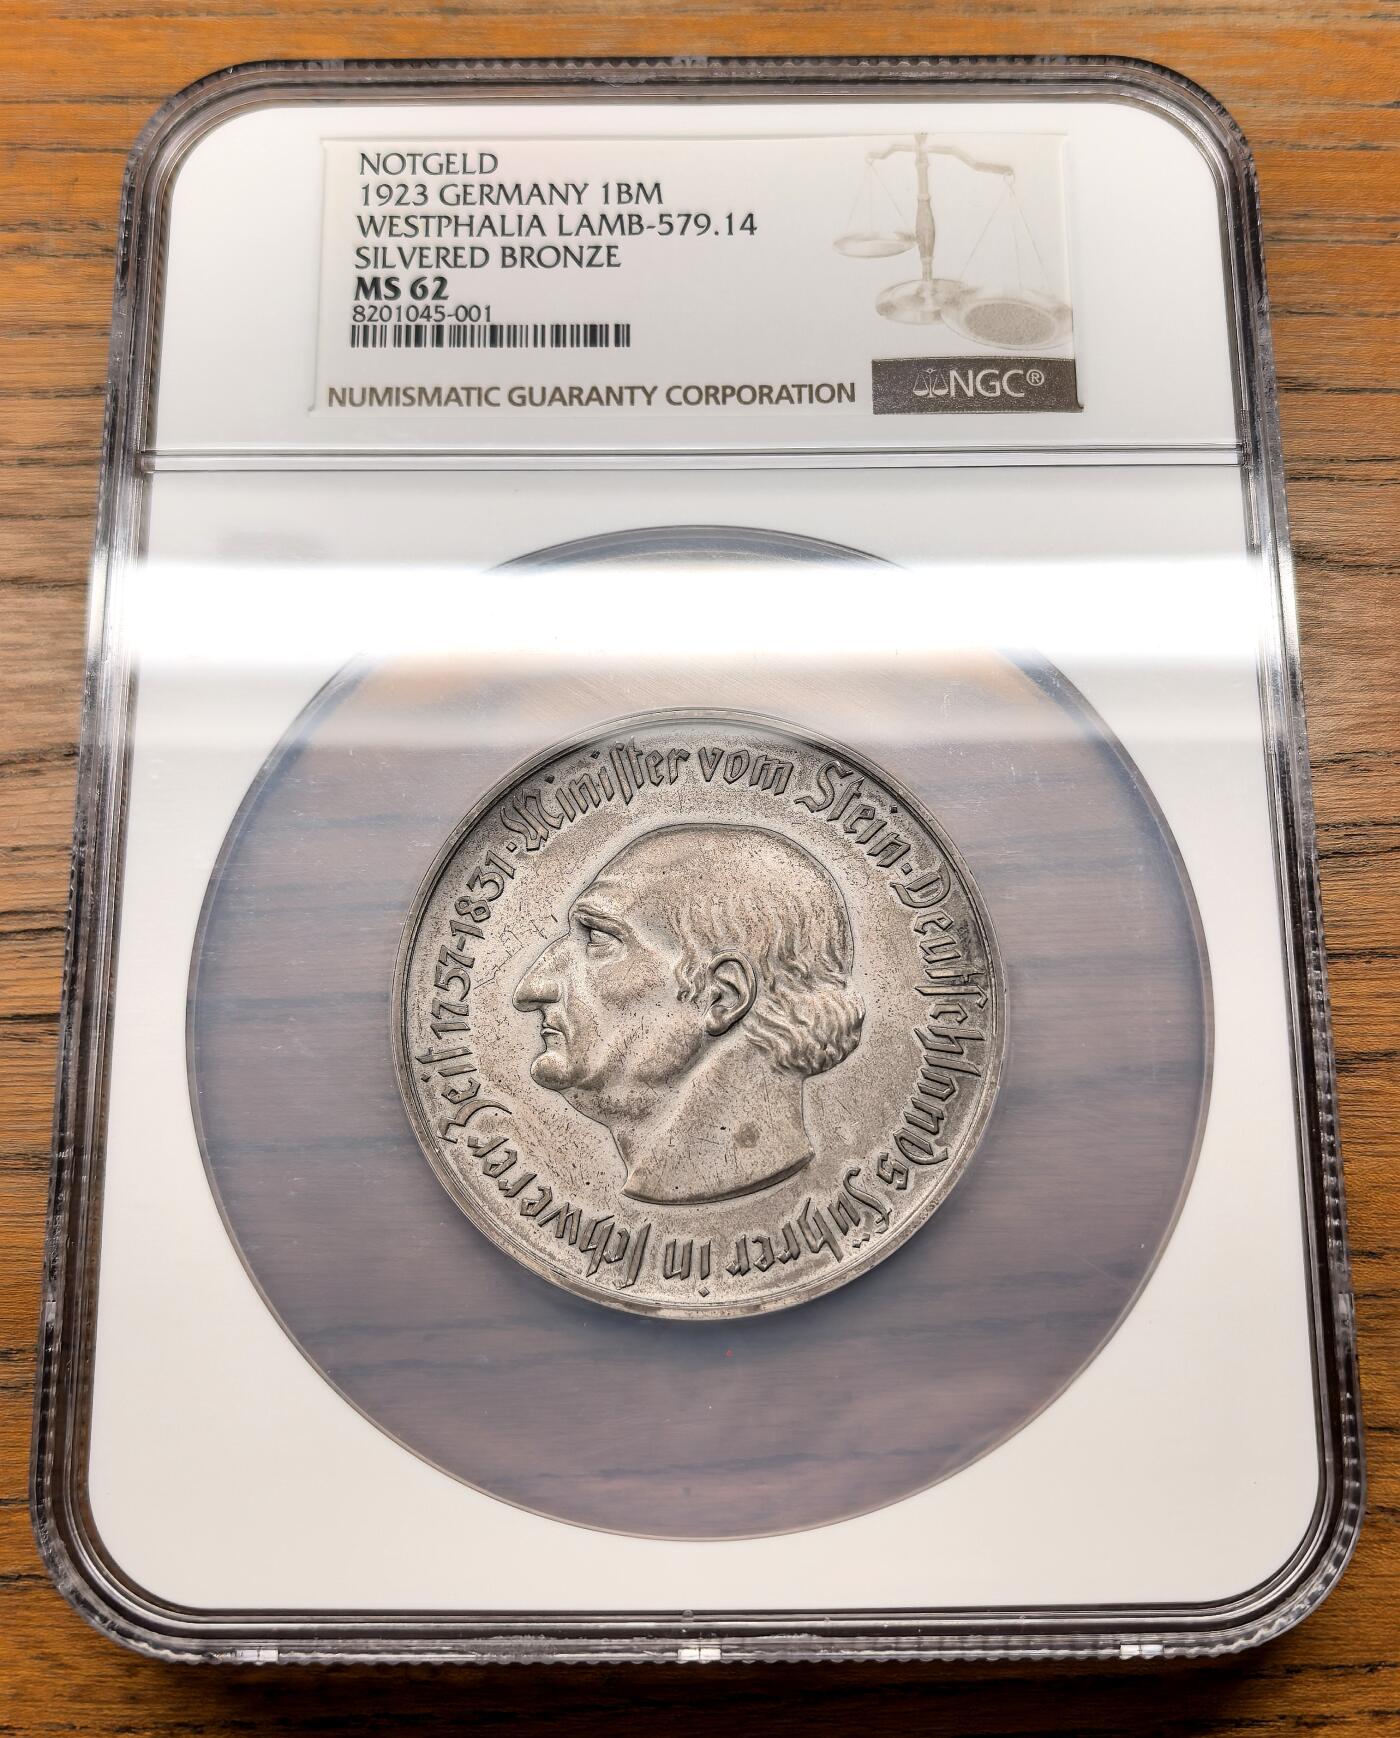 NOTGELD
1923 GERMANY 1BM
WESTPHALIA LAMB-579.14
SILVERED BRONZE
MS 62
8201045-001
NUMISMATIC GUARANTY CORPORATION
NGC®
Minister vom Stein · Deutschlands Führer in schwerer Zeit 1757-1831 ·